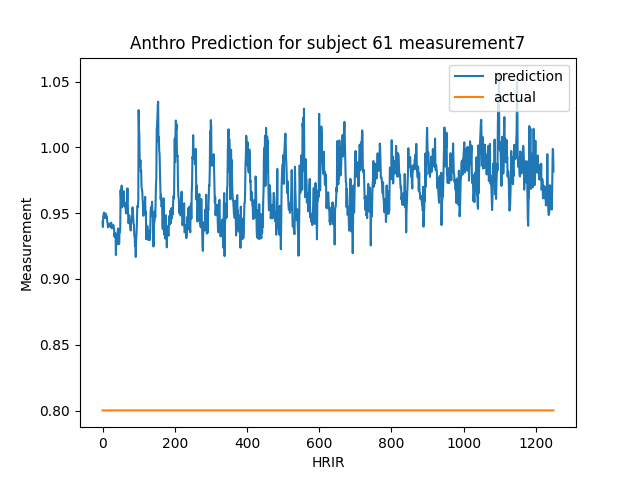 Anthro Prediction for subject 61 measurement7
prediction
actual
Measurement
1.05
1.00
0.95
0.90
0.85
0.80
0
200
400
600
800
1000
1200
HRIR